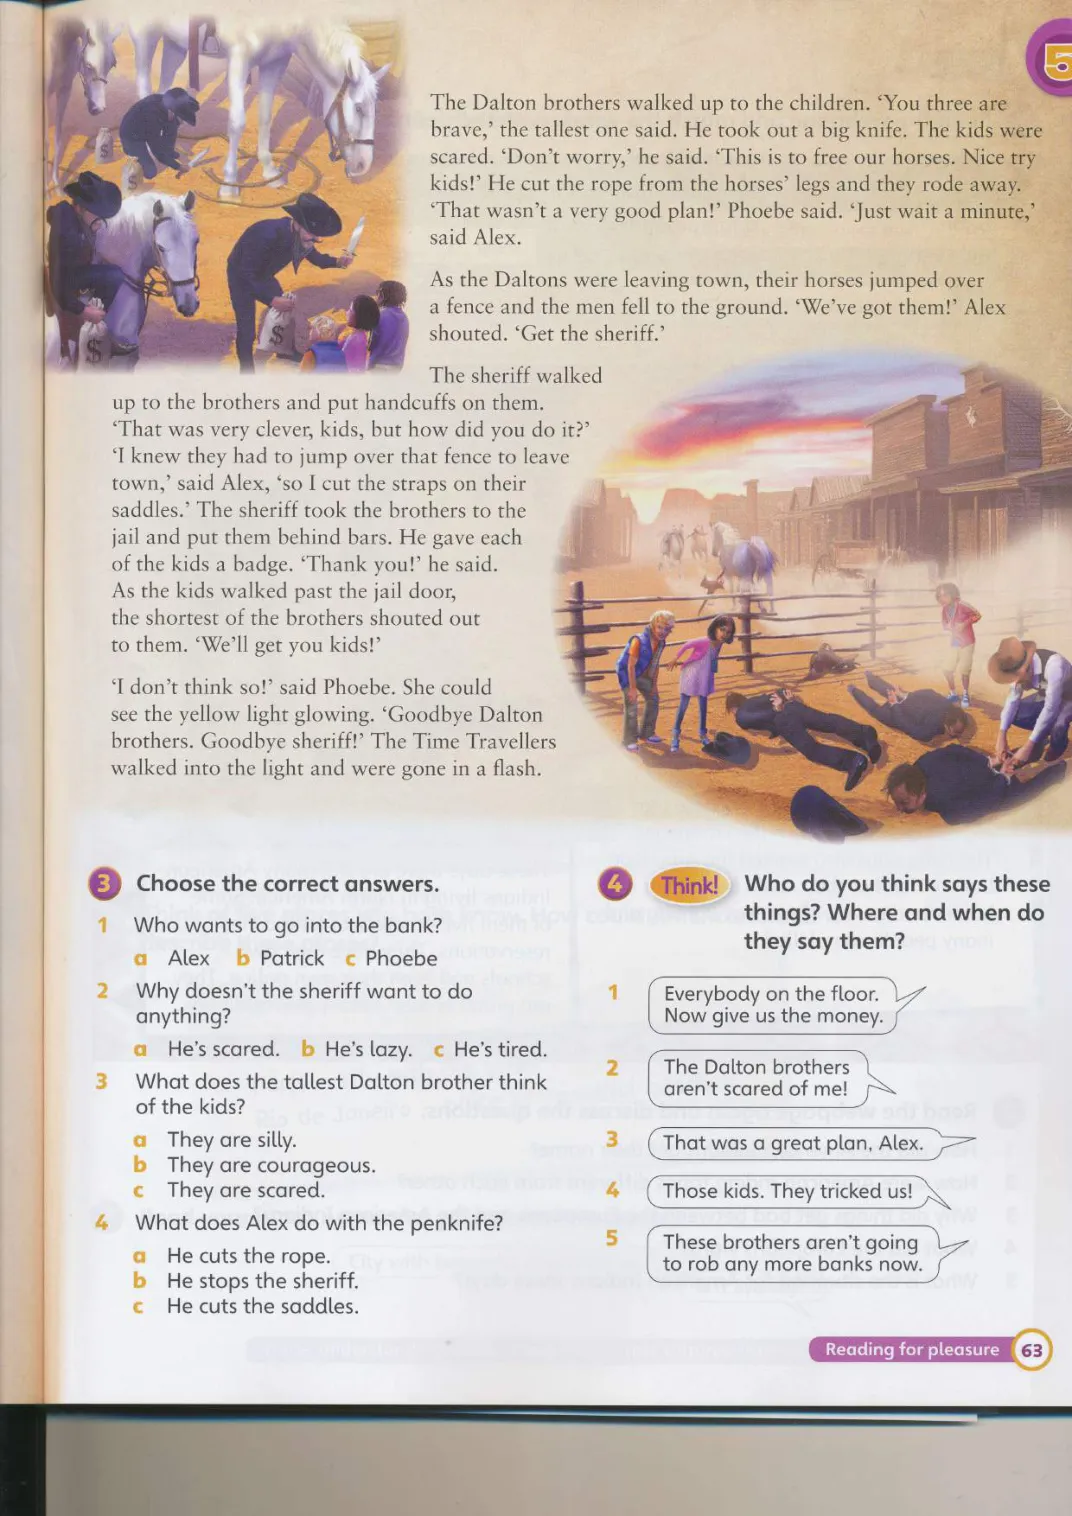 5
The Dalton brothers walked up to the children. ‘You three are
brave,’ the tallest one said. He took out a big knife. The kids were
scared. ‘Don’t worry,’ he said. ‘This is to free our horses. Nice try
kids!’ He cut the rope from the horses’ legs and they rode away.
‘That wasn’t a very good plan!’ Phoebe said. ‘Just wait a minute,’
said Alex.
As the Daltons were leaving town, their horses jumped over
a fence and the men fell to the ground. ‘We’ve got them!’ Alex
shouted. ‘Get the sheriff.’
The sheriff walked
up to the brothers and put handcuffs on them.
‘That was very clever, kids, but how did you do it?’
‘I knew they had to jump over that fence to leave
town,’ said Alex, ‘so I cut the straps on their
saddles.’ The sheriff took the brothers to the
jail and put them behind bars. He gave each
of the kids a badge. ‘Thank you!’ he said.
As the kids walked past the jail door,
the shortest of the brothers shouted out
to them. ‘We’ll get you kids!’
‘I don’t think so!’ said Phoebe. She could
see the yellow light glowing. ‘Goodbye Dalton
brothers. Goodbye sheriff!’ The Time Travellers
walked into the light and were gone in a flash.
3 Choose the correct answers.
1 Who wants to go into the bank?
a Alex b Patrick c Phoebe
2 Why doesn’t the sheriff want to do
anything?
a He’s scared. b He’s lazy. c He’s tired.
3 What does the tallest Dalton brother think
of the kids?
a They are silly.
b They are courageous.
c They are scared.
4 What does Alex do with the penknife?
a He cuts the rope.
b He stops the sheriff.
c He cuts the saddles.
4 Think! Who do you think says these
things? Where and when do
they say them?
1 Everybody on the floor.
Now give us the money.
2 The Dalton brothers
aren’t scared of me!
3 That was a great plan, Alex.
4 Those kids. They tricked us!
5 These brothers aren’t going
to rob any more banks now.
Reading for pleasure 63